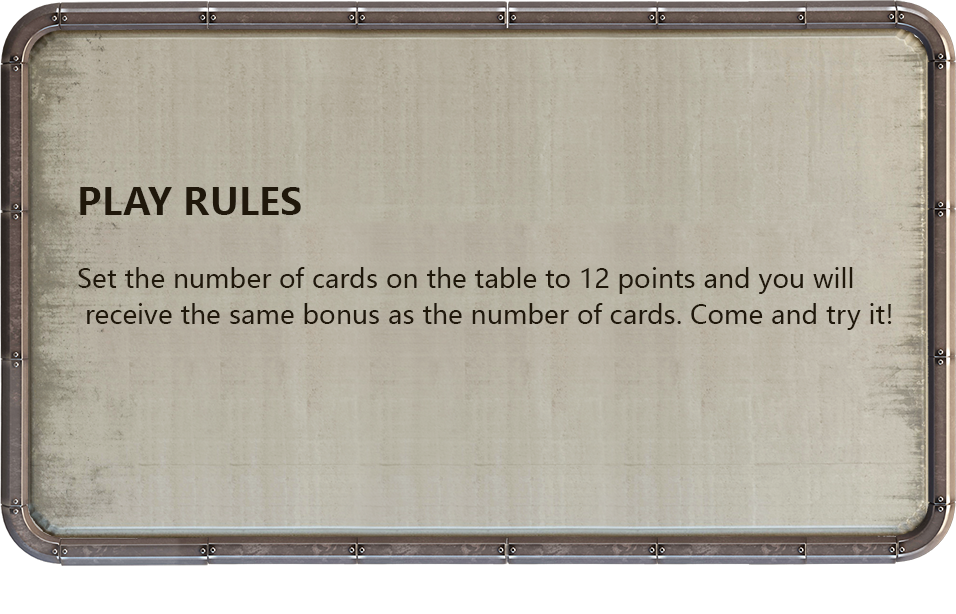 PLAY RULES
Set the number of cards on the table to 12 points and you will
receive the same bonus as the number of cards. Come and try it!